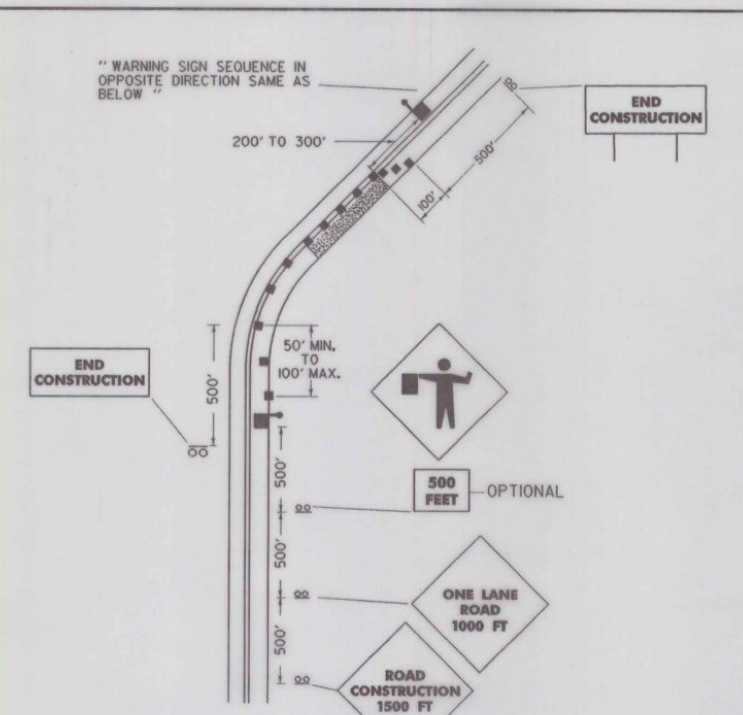 " WARNING SIGN SEQUENCE IN
OPPOSITE DIRECTION SAME AS
BELOW "
END
CONSTRUCTION
200' TO 300'
500'
100'
50' MIN.
TO
100' MAX.
END
CONSTRUCTION
500'
500'
500
FEET
OPTIONAL
500'
ONE LANE
ROAD
1000 FT
500'
ROAD
CONSTRUCTION
1500 FT